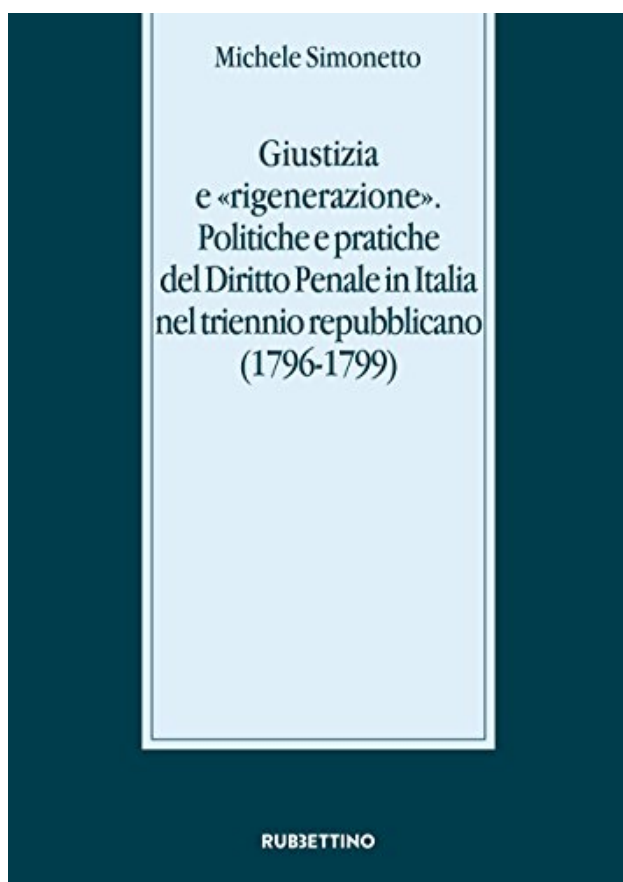 Michele Simonetto
Giustizia
e «rigenerazione».
Politiche e pratiche
del Diritto Penale in Italia
nel triennio repubblicano
(1796-1799)
RUBBETTINO